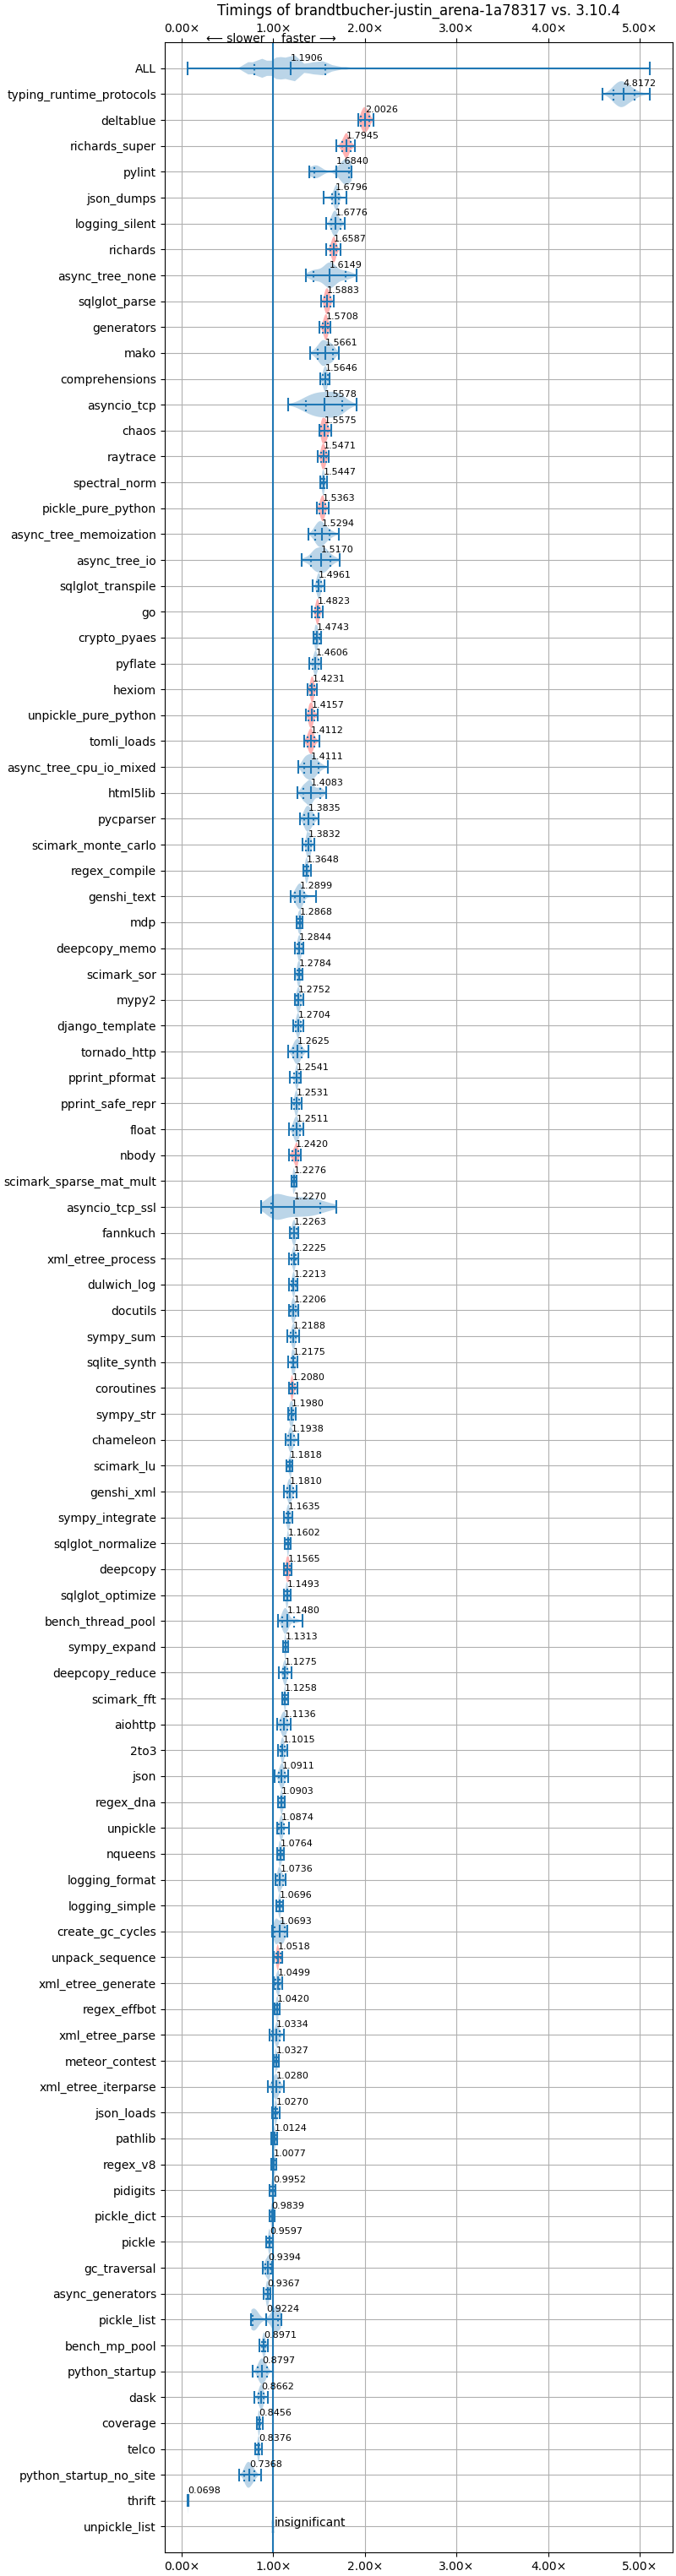 Timings of brandtbucher-justin_arena-1a78317 vs. 3.10.4
0.00× 1.00× 2.00× 3.00× 4.00× 5.00×
⟵ slower faster ⟶
ALL 1.1906
typing_runtime_protocols 4.8172
deltablue 2.0026
richards_super 1.7945
pylint 1.6840
json_dumps 1.6796
logging_silent 1.6776
richards 1.6587
async_tree_none 1.6149
sqlglot_parse 1.5883
generators 1.5708
mako 1.5661
comprehensions 1.5646
asyncio_tcp 1.5578
chaos 1.5575
raytrace 1.5471
spectral_norm 1.5447
pickle_pure_python 1.5363
async_tree_memoization 1.5294
async_tree_io 1.5170
sqlglot_transpile 1.4961
go 1.4823
crypto_pyaes 1.4743
pyflate 1.4606
hexiom 1.4231
unpickle_pure_python 1.4157
tomli_loads 1.4112
async_tree_cpu_io_mixed 1.4111
html5lib 1.4083
pycparser 1.3835
scimark_monte_carlo 1.3832
regex_compile 1.3648
genshi_text 1.2899
mdp 1.2868
deepcopy_memo 1.2844
scimark_sor 1.2784
mypy2 1.2752
django_template 1.2704
tornado_http 1.2625
pprint_pformat 1.2541
pprint_safe_repr 1.2531
float 1.2511
nbody 1.2420
scimark_sparse_mat_mult 1.2276
asyncio_tcp_ssl 1.2270
fannkuch 1.2263
xml_etree_process 1.2225
dulwich_log 1.2213
docutils 1.2206
sympy_sum 1.2188
sqlite_synth 1.2175
coroutines 1.2080
sympy_str 1.1980
chameleon 1.1938
scimark_lu 1.1818
genshi_xml 1.1810
sympy_integrate 1.1635
sqlglot_normalize 1.1602
deepcopy 1.1565
sqlglot_optimize 1.1493
bench_thread_pool 1.1480
sympy_expand 1.1313
deepcopy_reduce 1.1275
scimark_fft 1.1258
aiohttp 1.1136
2to3 1.1015
json 1.0911
regex_dna 1.0903
unpickle 1.0874
nqueens 1.0764
logging_format 1.0736
logging_simple 1.0696
create_gc_cycles 1.0693
unpack_sequence 1.0518
xml_etree_generate 1.0499
regex_effbot 1.0420
xml_etree_parse 1.0334
meteor_contest 1.0327
xml_etree_iterparse 1.0280
json_loads 1.0270
pathlib 1.0124
regex_v8 1.0077
pidigits 0.9952
pickle_dict 0.9839
pickle 0.9597
gc_traversal 0.9394
async_generators 0.9367
pickle_list 0.9224
bench_mp_pool 0.8971
python_startup 0.8797
dask 0.8662
coverage 0.8456
telco 0.8376
python_startup_no_site 0.7368
thrift 0.0698
unpickle_list insignificant
0.00× 1.00× 2.00× 3.00× 4.00× 5.00×